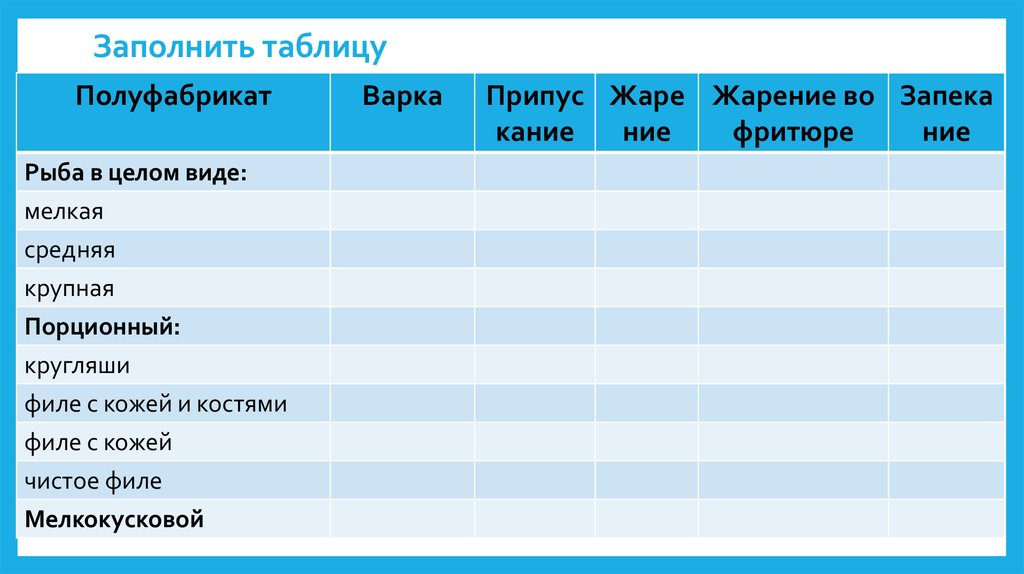 Заполнить таблицу
Полуфабрикат Варка Припус Жаре Жарение во Запека
кание ние фритюре ние
Рыба в целом виде:
мелкая
средняя
крупная
Порционный:
кругляши
филе с кожей и костями
филе с кожей
чистое филе
Мелкокусковой